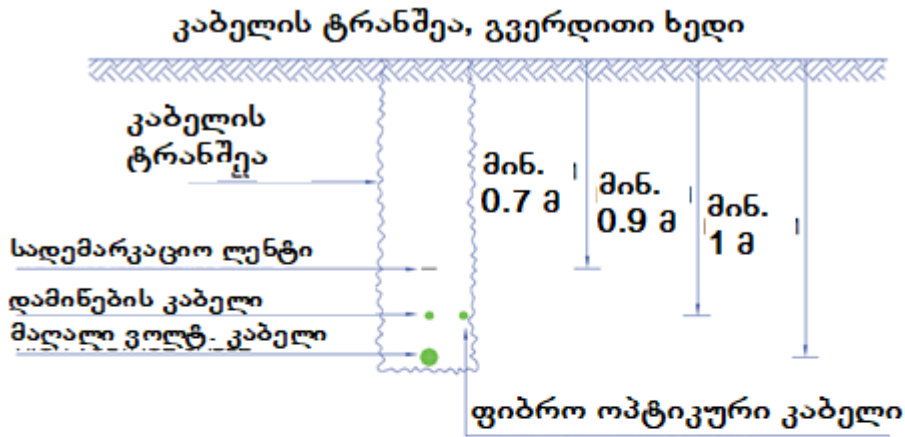 კაბელის ტრანშეა, გვერდითი ხედი
კაბელის
ტრანშეა
მინ.
0.7 მ
მინ.
0.9 მ
მინ.
1 მ
სადემარკაციო ლენტი
დამიწების კაბელი
მაღალი ვოლტ. კაბელი
ფიბრო ოპტიკური კაბელი